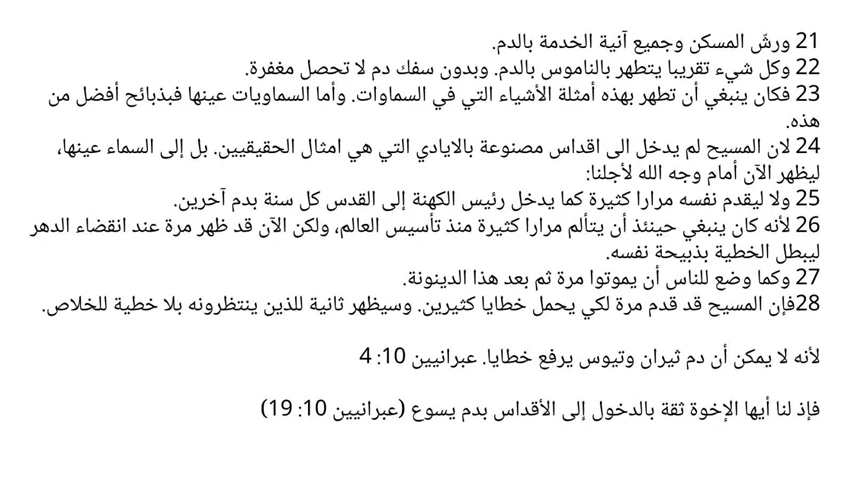 21 ورشّ المسكن وجميع آنية الخدمة بالدم.
22 وكل شيء تقريبا يتطهر بالناموس بالدم. وبدون سفك دم لا تحصل مغفرة.
23 فكان ينبغي أن تطهر بهذه أمثلة الأشياء التي في السماوات. وأما السماويات عينها فبذبائح أفضل من
هذه.
24 لان المسيح لم يدخل الى اقداس مصنوعة بالايادي التي هي امثال الحقيقيين. بل إلى السماء عينها،
ليظهر الآن أمام وجه الله لأجلنا:
25 ولا ليقدم نفسه مرارا كثيرة كما يدخل رئيس الكهنة إلى القدس كل سنة بدم آخرين.
26 لأنه كان ينبغي حينئذ أن يتألم مرارا كثيرة منذ تأسيس العالم، ولكن الآن قد ظهر مرة عند انقضاء الدهر
ليبطل الخطية بذبيحة نفسه.
27 وكما وضع للناس أن يموتوا مرة ثم بعد هذا الدينونة.
28فإن المسيح قد قدم مرة لكي يحمل خطايا كثيرين. وسيظهر ثانية للذين ينتظرونه بلا خطية للخلاص.
لأنه لا يمكن أن دم ثيران وتيوس يرفع خطايا. عبرانيين 10: 4
فإذ لنا أيها الإخوة ثقة بالدخول إلى الأقداس بدم يسوع (عبرانيين 10: 19)